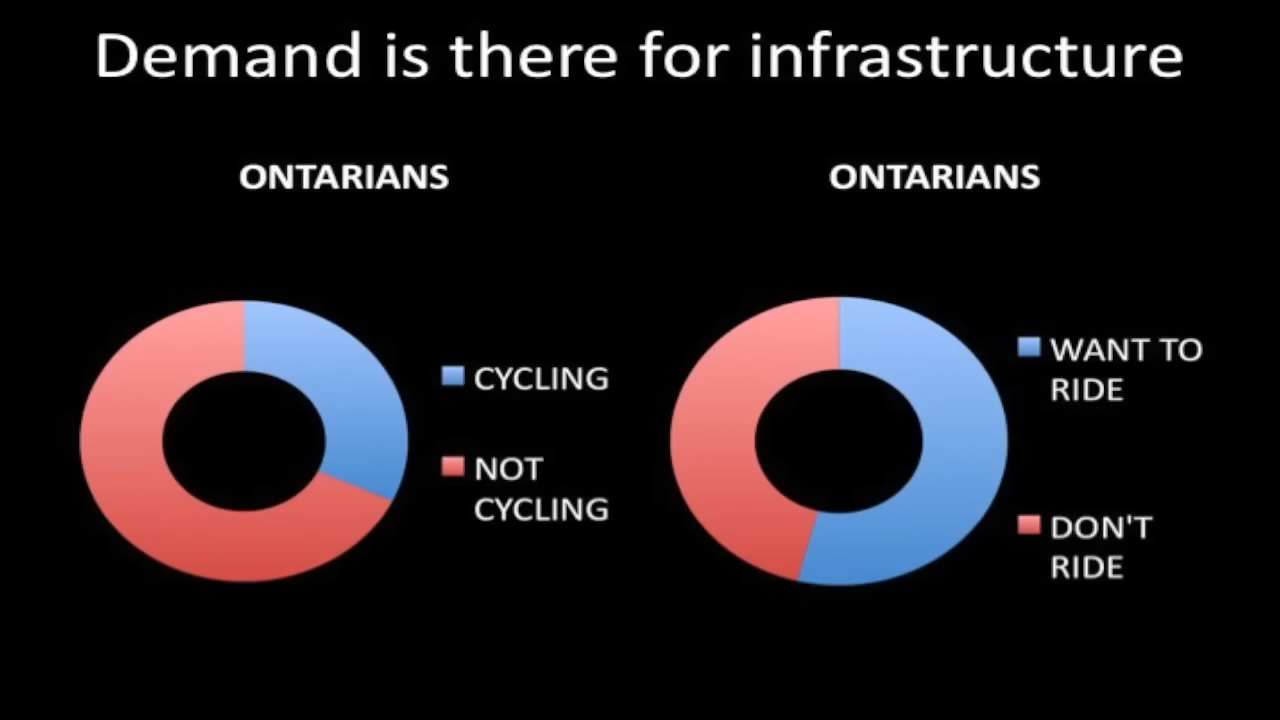 Demand is there for infrastructure
ONTARIANS
CYCLING
NOT
CYCLING
ONTARIANS
WANT TO
RIDE
DON'T
RIDE